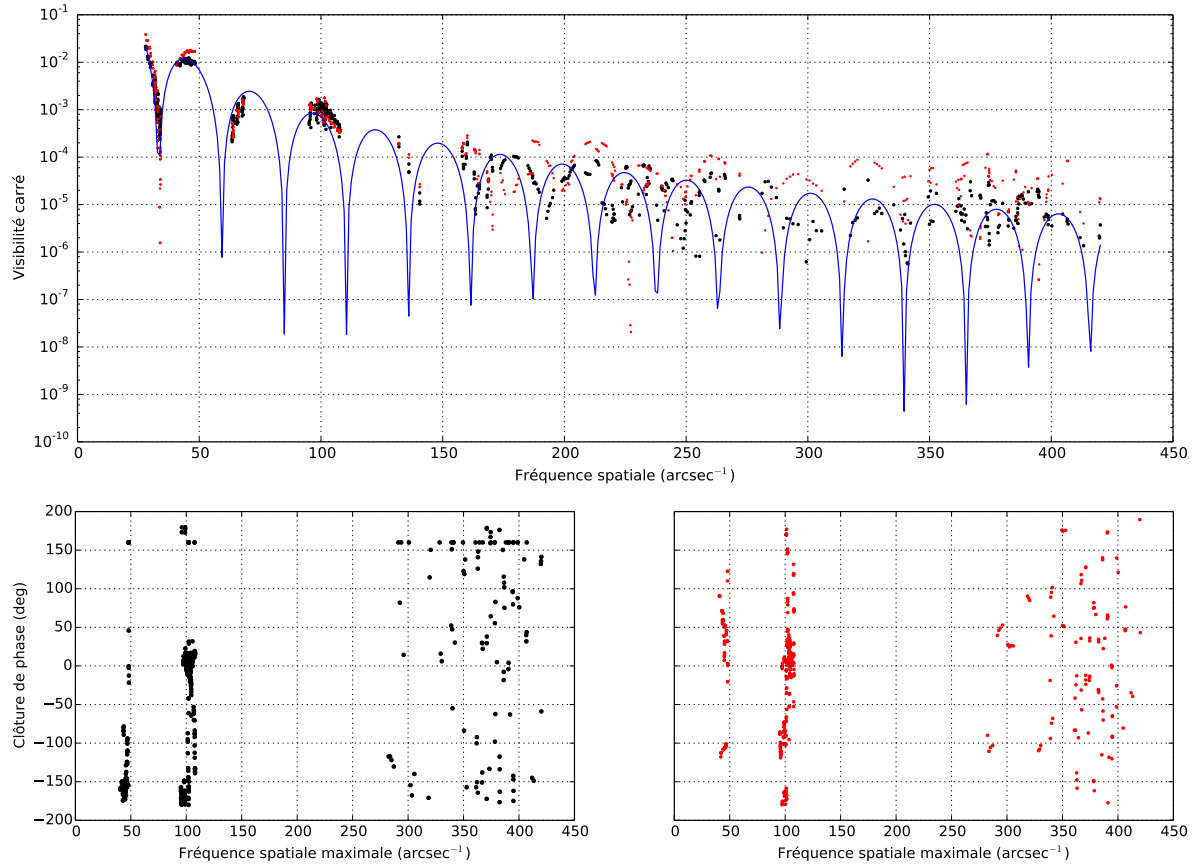 10⁻¹
10⁻²
10⁻³
10⁻⁴
10⁻⁵
10⁻⁶
10⁻⁷
10⁻⁸
10⁻⁹
10⁻¹⁰
Visibilité carré
0 50 100 150 200 250 300 350 400 450
Fréquence spatiale (arcsec⁻¹)
200
150
100
50
0
−50
−100
−150
−200
Clôture de phase (deg)
0 50 100 150 200 250 300 350 400 450
Fréquence spatiale maximale (arcsec⁻¹)
0 50 100 150 200 250 300 350 400 450
Fréquence spatiale maximale (arcsec⁻¹)